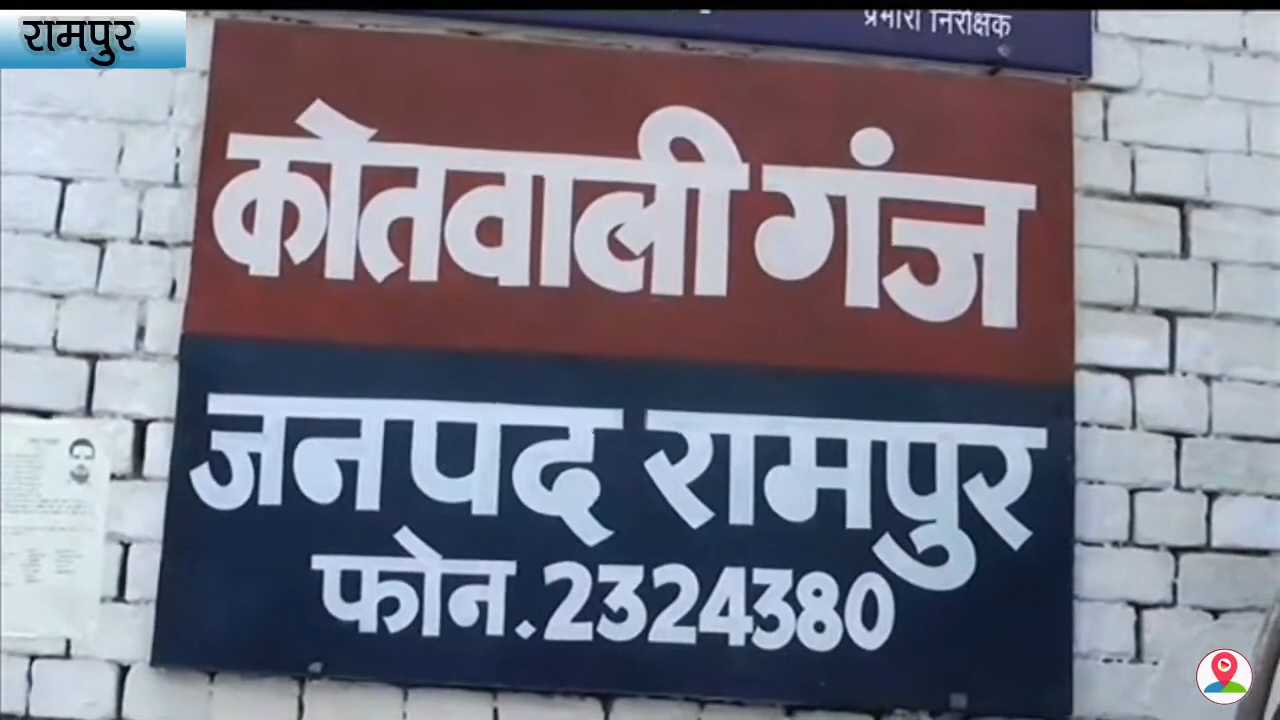 रामपुर
प्रभारी निरीक्षक
कोतवाली गंज
जनपद रामपुर
फोन.2324380